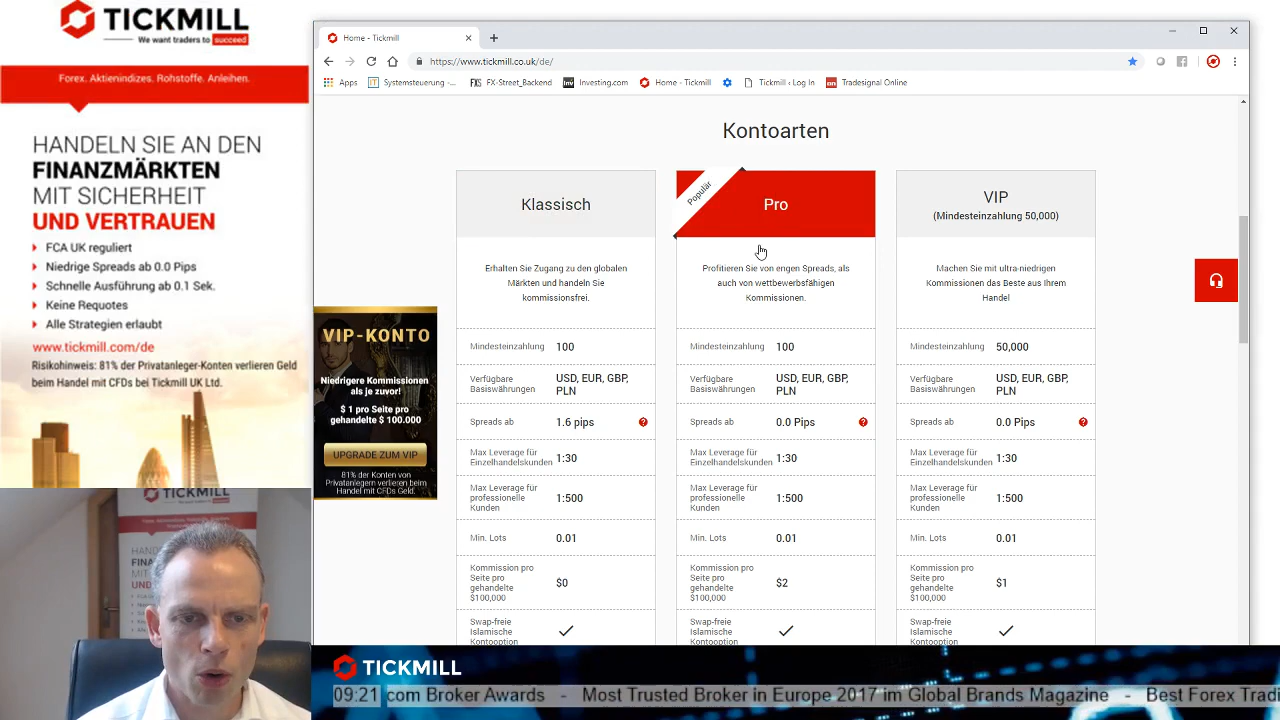 TICKMILL
We want traders to succeed
Forex. Aktienindizes. Rohstoffe. Anleihen.
HANDELN SIE AN DEN
FINANZMÄRKTEN
MIT SICHERHEIT
UND VERTRAUEN
FCA UK reguliert
Niedrige Spreads ab 0.0 Pips
Schnelle Ausführung ab 0.1 Sek.
Keine Requotes
Alle Strategien erlaubt
www.tickmill.com/de
Risikohinweis: 81% der Privatanleger-Konten verlieren Geld
beim Handel mit CFDs bei Tickmill UK Ltd.
TICKMILL
Home - Tickmill
https://www.tickmill.co.uk/de/
Apps
Systemsteuerung -...
FXS FX-Street_Backend
Inv Investing.com
Home - Tickmill
Tickmill • Log In
Tradesignal Online
Kontoarten
Klassisch
Erhalten Sie Zugang zu den globalen
Märkten und handeln Sie
kommissionsfrei.
Mindesteinzahlung 100
Verfügbare
Basiswährungen
USD, EUR, GBP,
PLN
Spreads ab 1.6 pips ?
Max Leverage für
Einzelhandelskunden
1:30
Max Leverage für
professionelle
Kunden
1:500
Min. Lots 0.01
Kommission pro
Seite pro
gehandelte
$100,000
$0
Swap-freie
Islamische
Kontooption
Populär
Pro
Profitieren Sie von engen Spreads, als
auch von wettbewerbsfähigen
Kommissionen.
Mindesteinzahlung 100
Verfügbare
Basiswährungen
USD, EUR, GBP,
PLN
Spreads ab 0.0 Pips ?
Max Leverage für
Einzelhandelskunden
1:30
Max Leverage für
professionelle
Kunden
1:500
Min. Lots 0.01
Kommission pro
Seite pro
gehandelte
$100,000
$2
Swap-freie
Islamische
Kontooption
VIP
(Mindesteinzahlung 50,000)
Machen Sie mit ultra-niedrigen
Kommissionen das Beste aus Ihrem
Handel
Mindesteinzahlung 50,000
Verfügbare
Basiswährungen
USD, EUR, GBP,
PLN
Spreads ab 0.0 Pips ?
Max Leverage für
Einzelhandelskunden
1:30
Max Leverage für
professionelle
Kunden
1:500
Min. Lots 0.01
Kommission pro
Seite pro
gehandelte
$100,000
$1
Swap-freie
Islamische
Kontooption
VIP-KONTO
Niedrigere Kommissionen
als je zuvor!
$ 1 pro Seite pro
gehandelte $ 100.000
UPGRADE ZUM VIP
81% der Konten von
Privatanlegern verlieren beim
Handel mit CFDs Geld.
TICKMILL
09:21 com Broker Awards - Most Trusted Broker in Europe 2017 im Global Brands Magazine - Best Forex Tradi